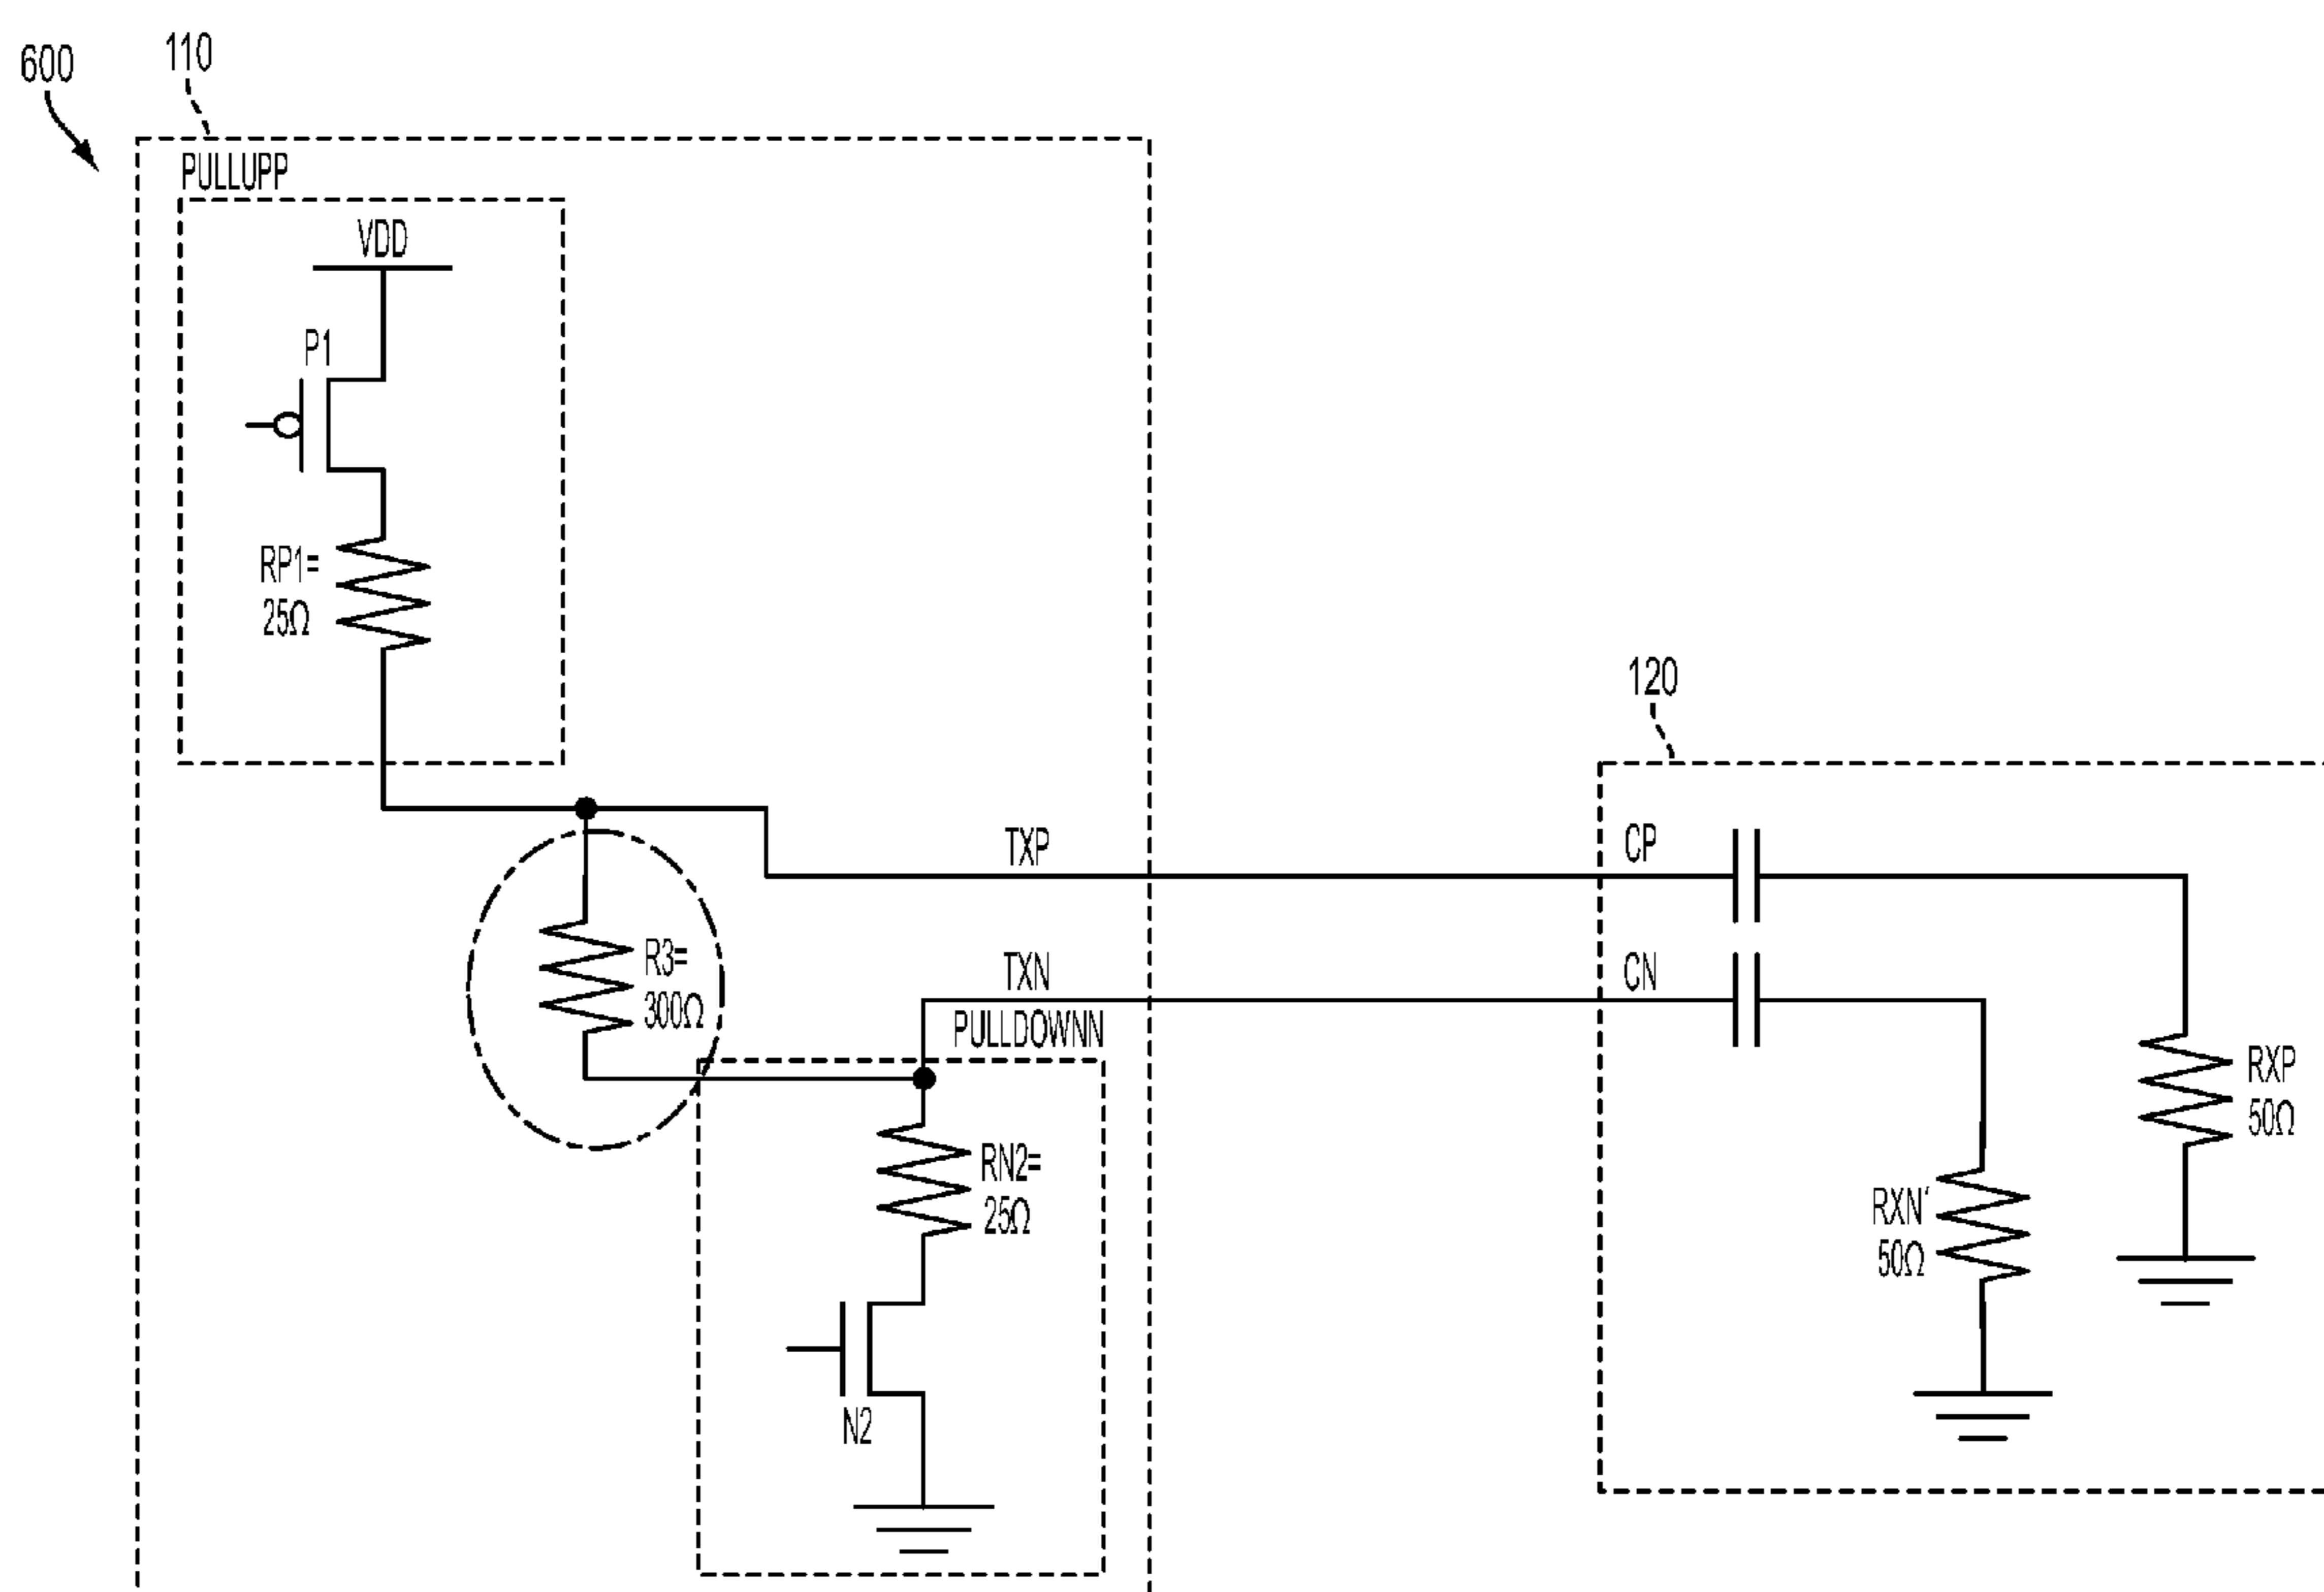 600
110
PULLUPP
VDD
P1
RP1=
25Ω
120
TXP
CP
R3=
300Ω
TXN
CN
PULLDOWNN
RXP
50Ω
RN2=
25Ω
RXN'
50Ω
N2